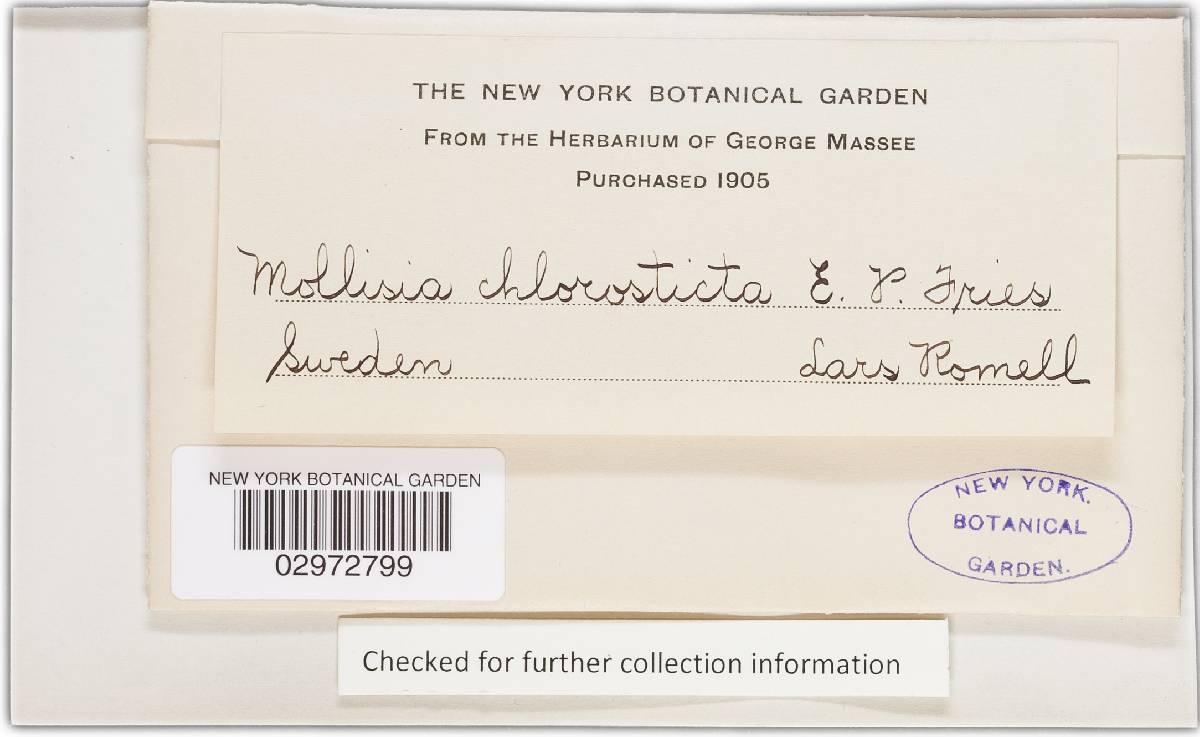 THE NEW YORK BOTANICAL GARDEN
FROM THE HERBARIUM OF GEORGE MASSEE
PURCHASED 1905
Mollisia chlorosticta E. P. Fries
Sweden Lars Romell
NEW YORK BOTANICAL GARDEN
02972799
NEW YORK.
BOTANICAL
GARDEN.
Checked for further collection information